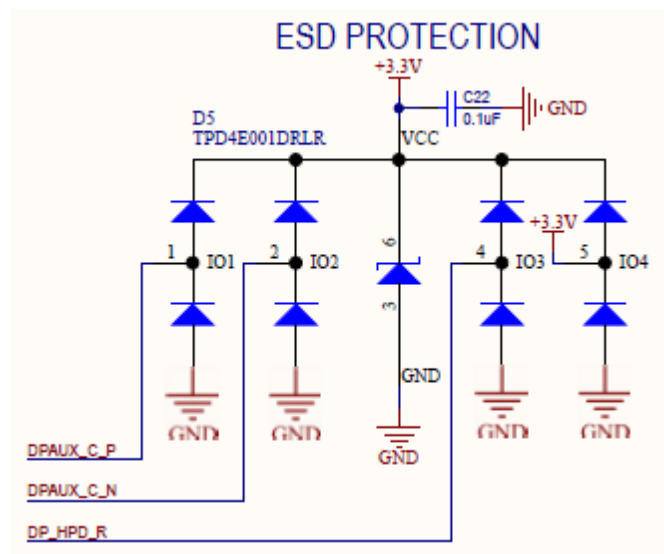 ESD PROTECTION
+3.3V
C22
0.1uF
GND
D5
TPD4E001DRLR
VCC
+3.3V
1
IO1
2
IO2
6
3
4
IO3
5
IO4
GND
GND
GND
GND
GND
GND
DPAUX_C_P
DPAUX_C_N
DP_HPD_R